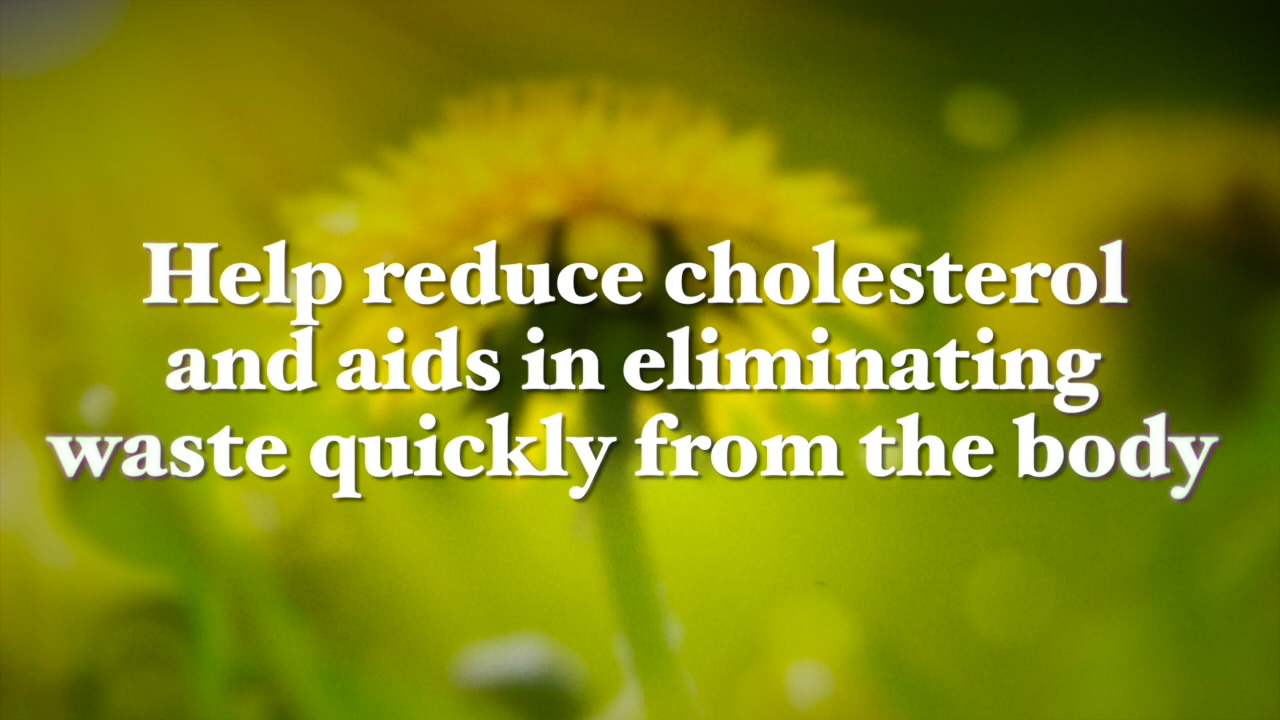 Help reduce cholesterol
and aids in eliminating
waste quickly from the body